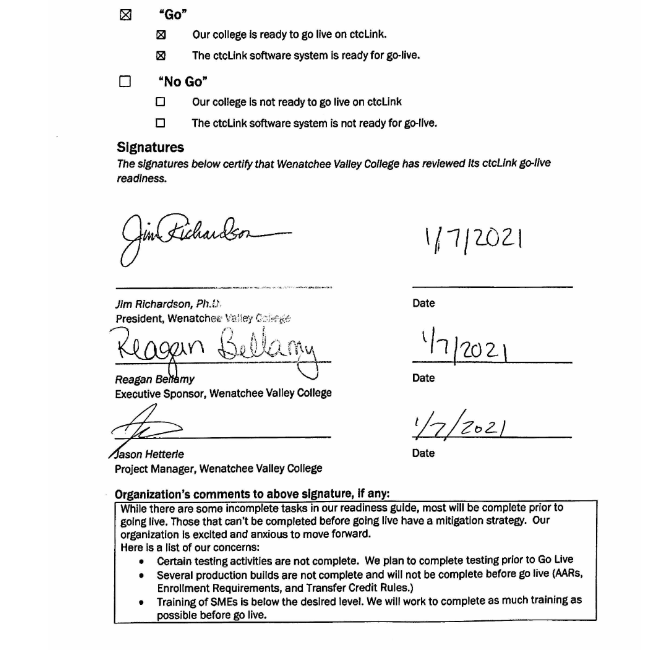 ☒ "Go"
☒ Our college is ready to go live on ctcLink.
☒ The ctcLink software system is ready for go-live.
☐ "No Go"
☐ Our college is not ready to go live on ctcLink
☐ The ctcLink software system is not ready for go-live.
Signatures
The signatures below certify that Wenatchee Valley College has reviewed its ctcLink go-live
readiness.
Jim Richardson 1/7/2021
Jim Richardson, Ph.D. Date
President, Wenatchee Valley College
Reagan Bellamy 1/7/2021
Reagan Bellamy Date
Executive Sponsor, Wenatchee Valley College
1/7/2021
Jason Hetterle Date
Project Manager, Wenatchee Valley College
Organization's comments to above signature, if any:
While there are some incomplete tasks in our readiness guide, most will be complete prior to
going live. Those that can't be completed before going live have a mitigation strategy. Our
organization is excited and anxious to move forward.
Here is a list of our concerns:
• Certain testing activities are not complete. We plan to complete testing prior to Go Live
• Several production builds are not complete and will not be complete before go live (AARs,
Enrollment Requirements, and Transfer Credit Rules.)
• Training of SMEs is below the desired level. We will work to complete as much training as
possible before go live.